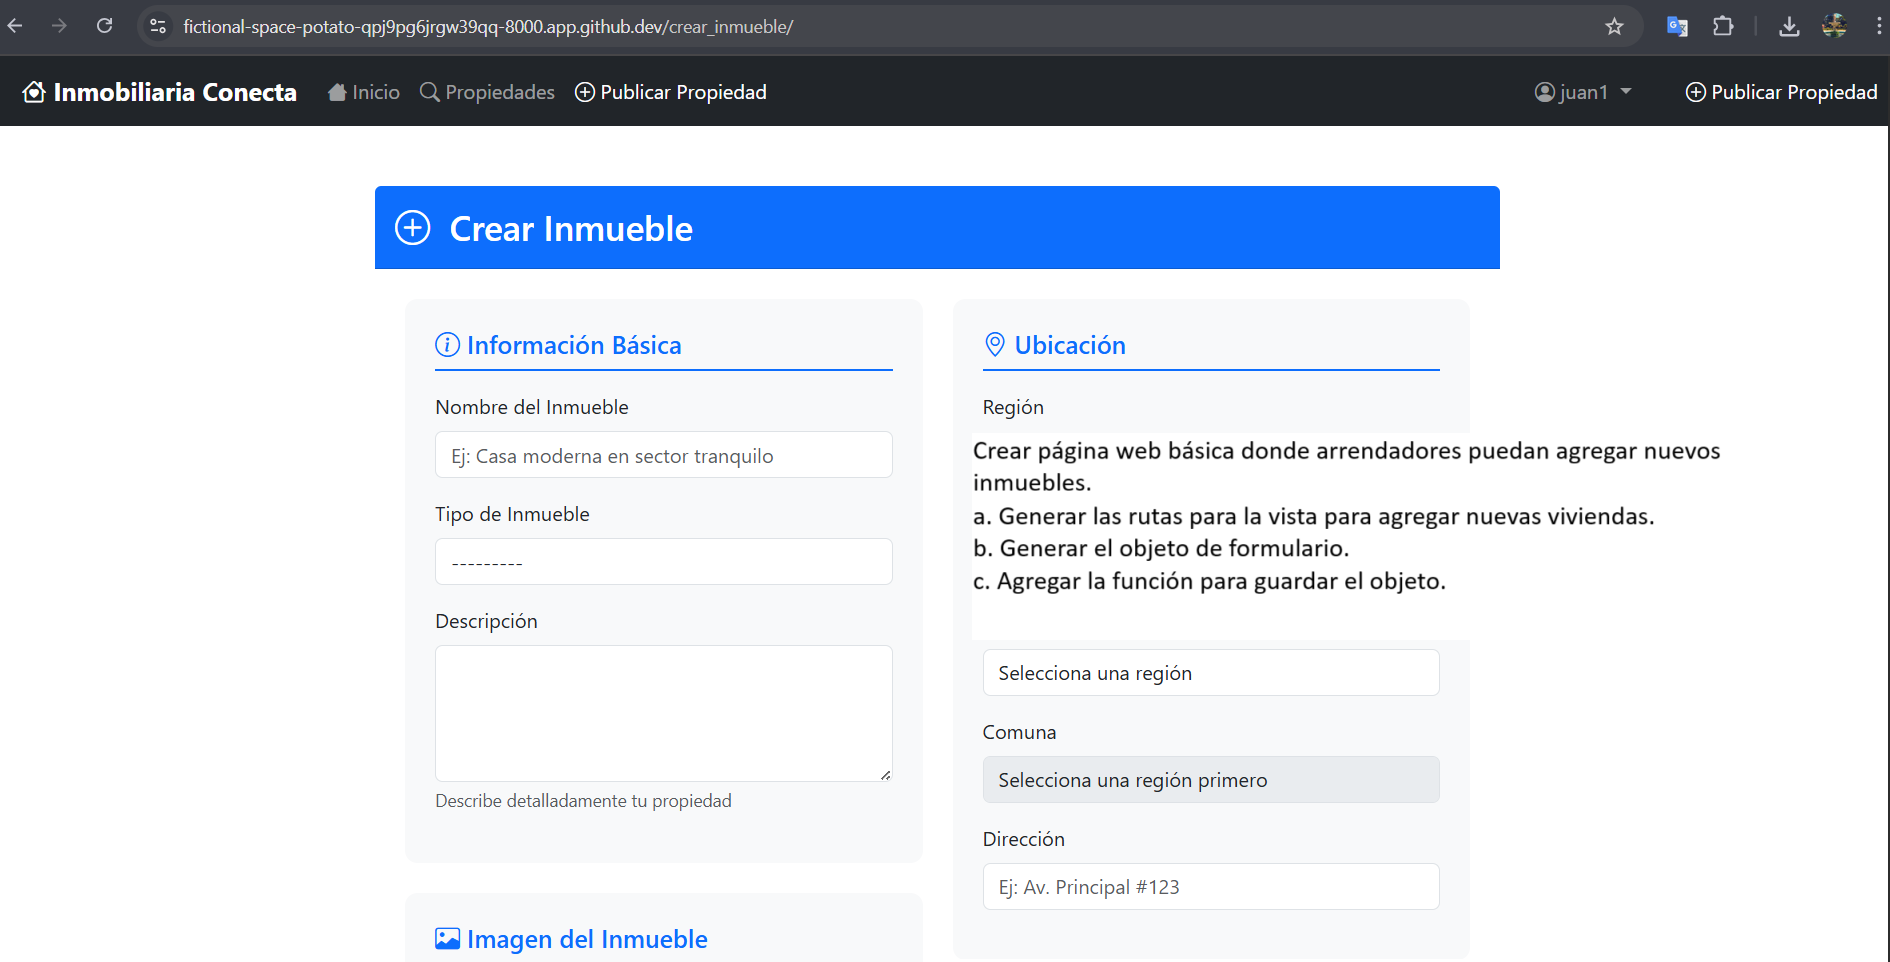 fictional-space-potato-qpj9pg6jrgw39qq-8000.app.github.dev/crear_inmueble/
Inmobiliaria Conecta Inicio Propiedades Publicar Propiedad juan1 Publicar Propiedad
Crear Inmueble
Información Básica
Nombre del Inmueble
Ej: Casa moderna en sector tranquilo
Tipo de Inmueble
---------
Descripción
Describe detalladamente tu propiedad
Imagen del Inmueble
Ubicación
Región
Crear página web básica donde arrendadores puedan agregar nuevos
inmuebles.
a. Generar las rutas para la vista para agregar nuevas viviendas.
b. Generar el objeto de formulario.
c. Agregar la función para guardar el objeto.
Selecciona una región
Comuna
Selecciona una región primero
Dirección
Ej: Av. Principal #123